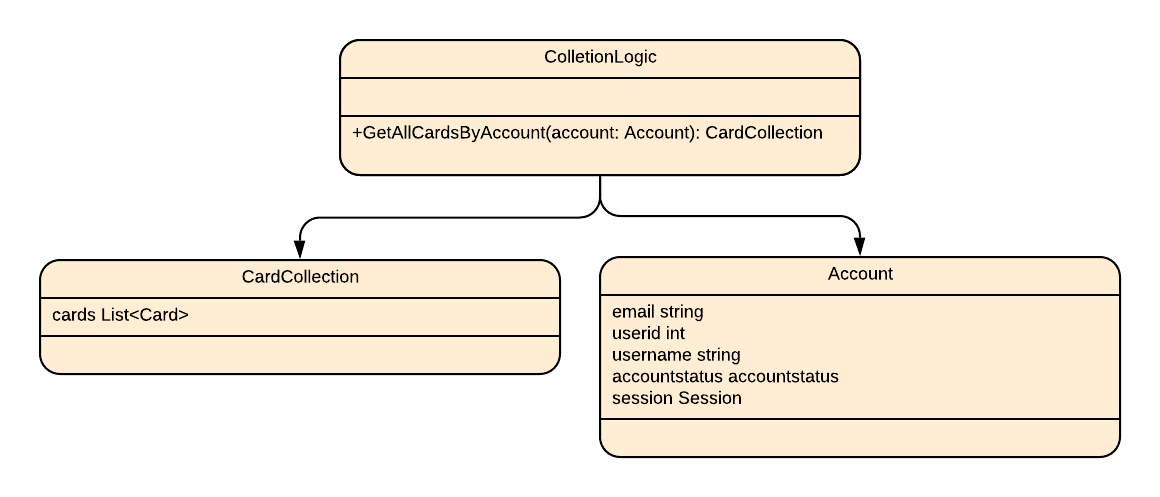 ColletionLogic
+GetAllCardsByAccount(account: Account): CardCollection
CardCollection
cards List<Card>
Account
email string
userid int
username string
accountstatus accountstatus
session Session